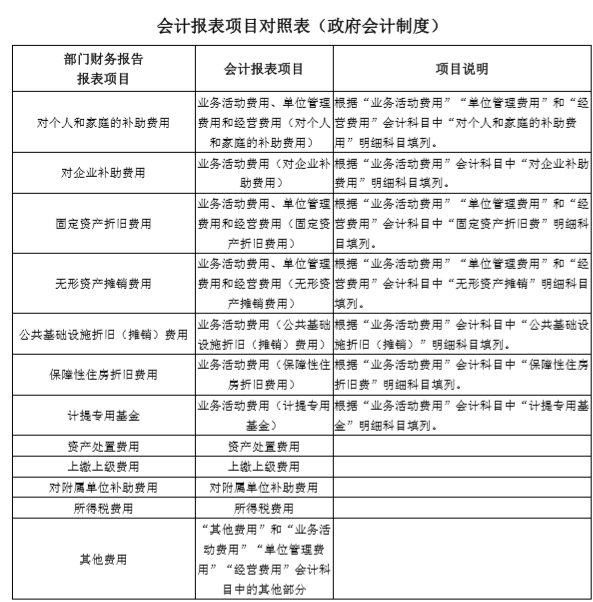 会计报表项目对照表（政府会计制度）
部门财务报告
报表项目
会计报表项目
项目说明
对个人和家庭的补助费用
业务活动费用、单位管理
费用和经营费用（对个人
和家庭的补助费用）
根据“业务活动费用”“单位管理费用”和“经
营费用”会计科目中“对个人和家庭的补助费
用”明细科目填列。
对企业补助费用
业务活动费用（对企业补
助费用）
根据“业务活动费用”会计科目中“对企业补助
费用”明细科目填列。
固定资产折旧费用
业务活动费用、单位管理
费用和经营费用（固定资
产折旧费用）
根据“业务活动费用”“单位管理费用”和“经
营费用”会计科目中“固定资产折旧费”明细科
目填列。
无形资产摊销费用
业务活动费用、单位管理
费用和经营费用（无形资
产摊销费用）
根据“业务活动费用”“单位管理费用”和“经
营费用”会计科目中“无形资产摊销”明细科目
填列。
公共基础设施折旧（摊销）费用
业务活动费用（公共基础
设施折旧（摊销）费用）
根据“业务活动费用”会计科目中“公共基础设
施折旧（摊销）”明细科目填列。
保障性住房折旧费用
业务活动费用（保障性住
房折旧费用）
根据“业务活动费用”会计科目中“保障性住房
折旧费”明细科目填列。
计提专用基金
业务活动费用（计提专用
基金）
根据“业务活动费用”会计科目中“计提专用基
金”明细科目填列。
资产处置费用
资产处置费用
上缴上级费用
上缴上级费用
对附属单位补助费用
对附属单位补助费用
所得税费用
所得税费用
其他费用
“其他费用”和“业务活
动费用”“单位管理费
用”“经营费用”会计科
目中的其他部分